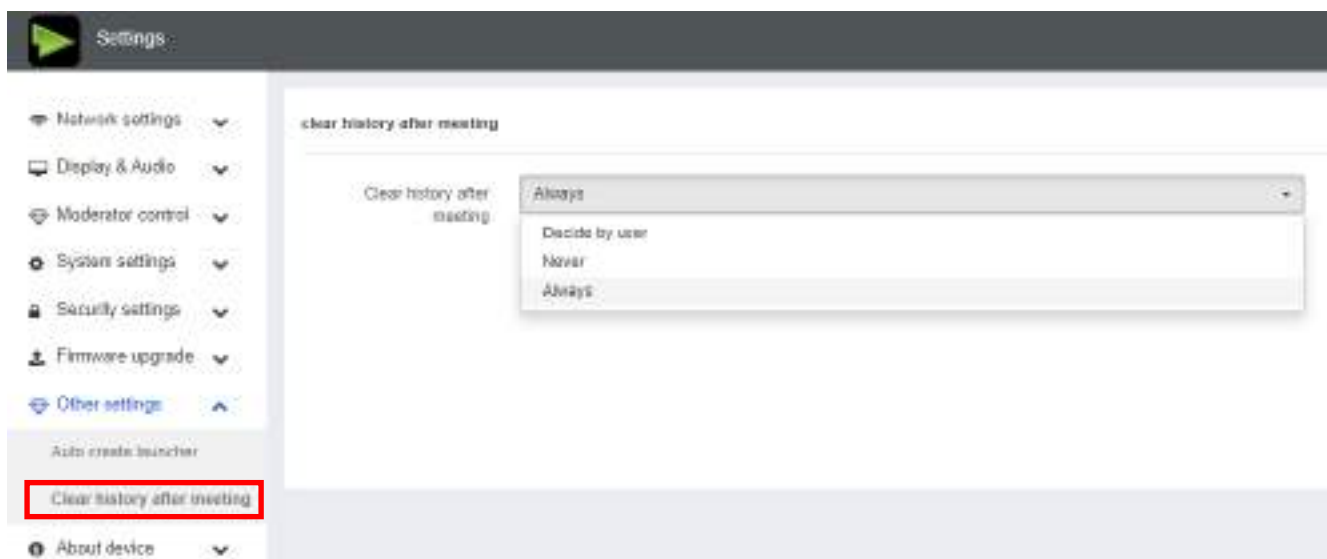 Settings
Network settings
Display & Audio
Moderator control
System settings
Security settings
Firmware upgrade
Other settings
Auto create launcher
Clear history after meeting
About device
clear history after meeting
Clear history after
meeting
Always
Decide by user
Never
Always